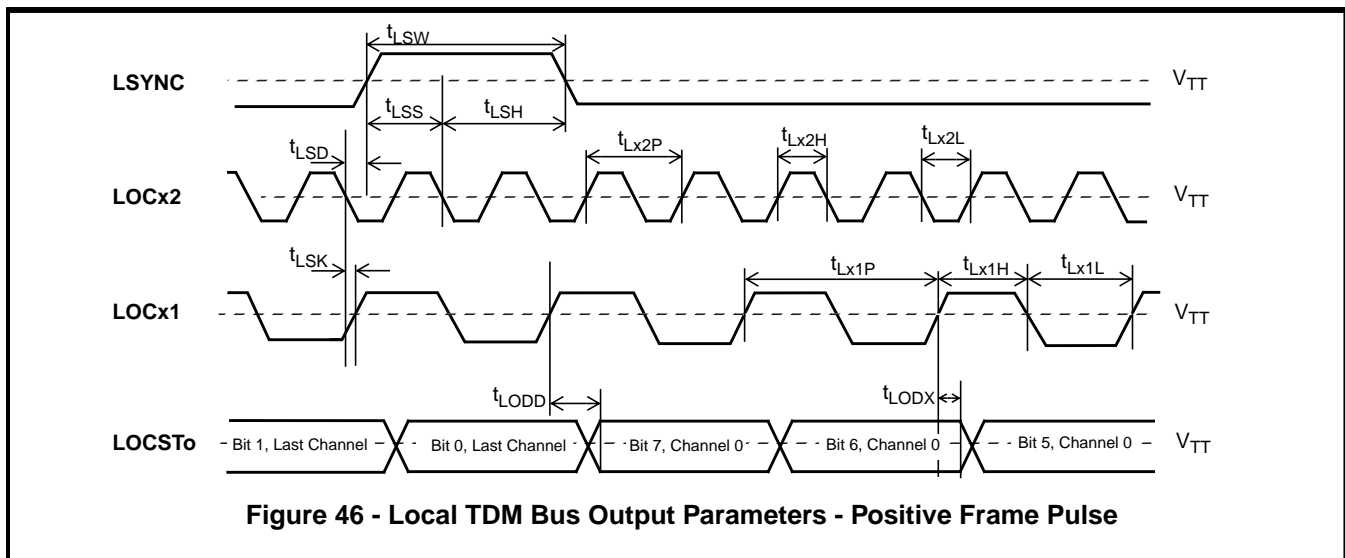 tLSW
LSYNC
VTT
tLSS
tLSH
tLSD
tLx2P
tLx2H
tLx2L
LOCx2
VTT
tLSK
tLx1P
tLx1H
tLx1L
LOCx1
VTT
tLODD
tLODX
LOCSTo
Bit 1, Last Channel
Bit 0, Last Channel
Bit 7, Channel 0
Bit 6, Channel 0
Bit 5, Channel 0
VTT
Figure 46 - Local TDM Bus Output Parameters - Positive Frame Pulse